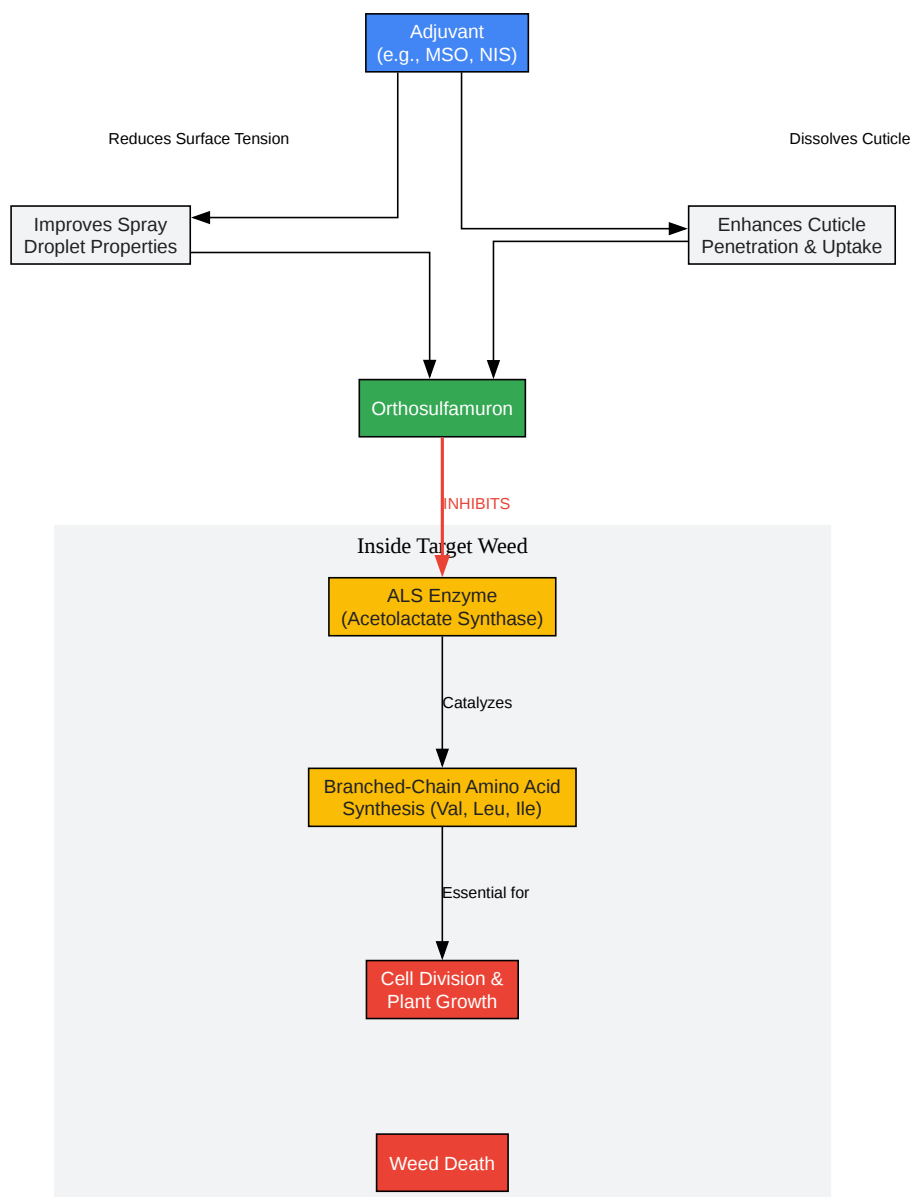 Adjuvant
(e.g., MSO, NIS)
Reduces Surface Tension
Dissolves Cuticle
Improves Spray
Droplet Properties
Enhances Cuticle
Penetration & Uptake
Orthosulfamuron
INHIBITS
Inside Target Weed
ALS Enzyme
(Acetolactate Synthase)
Catalyzes
Branched-Chain Amino Acid
Synthesis (Val, Leu, Ile)
Essential for
Cell Division &
Plant Growth
Weed Death